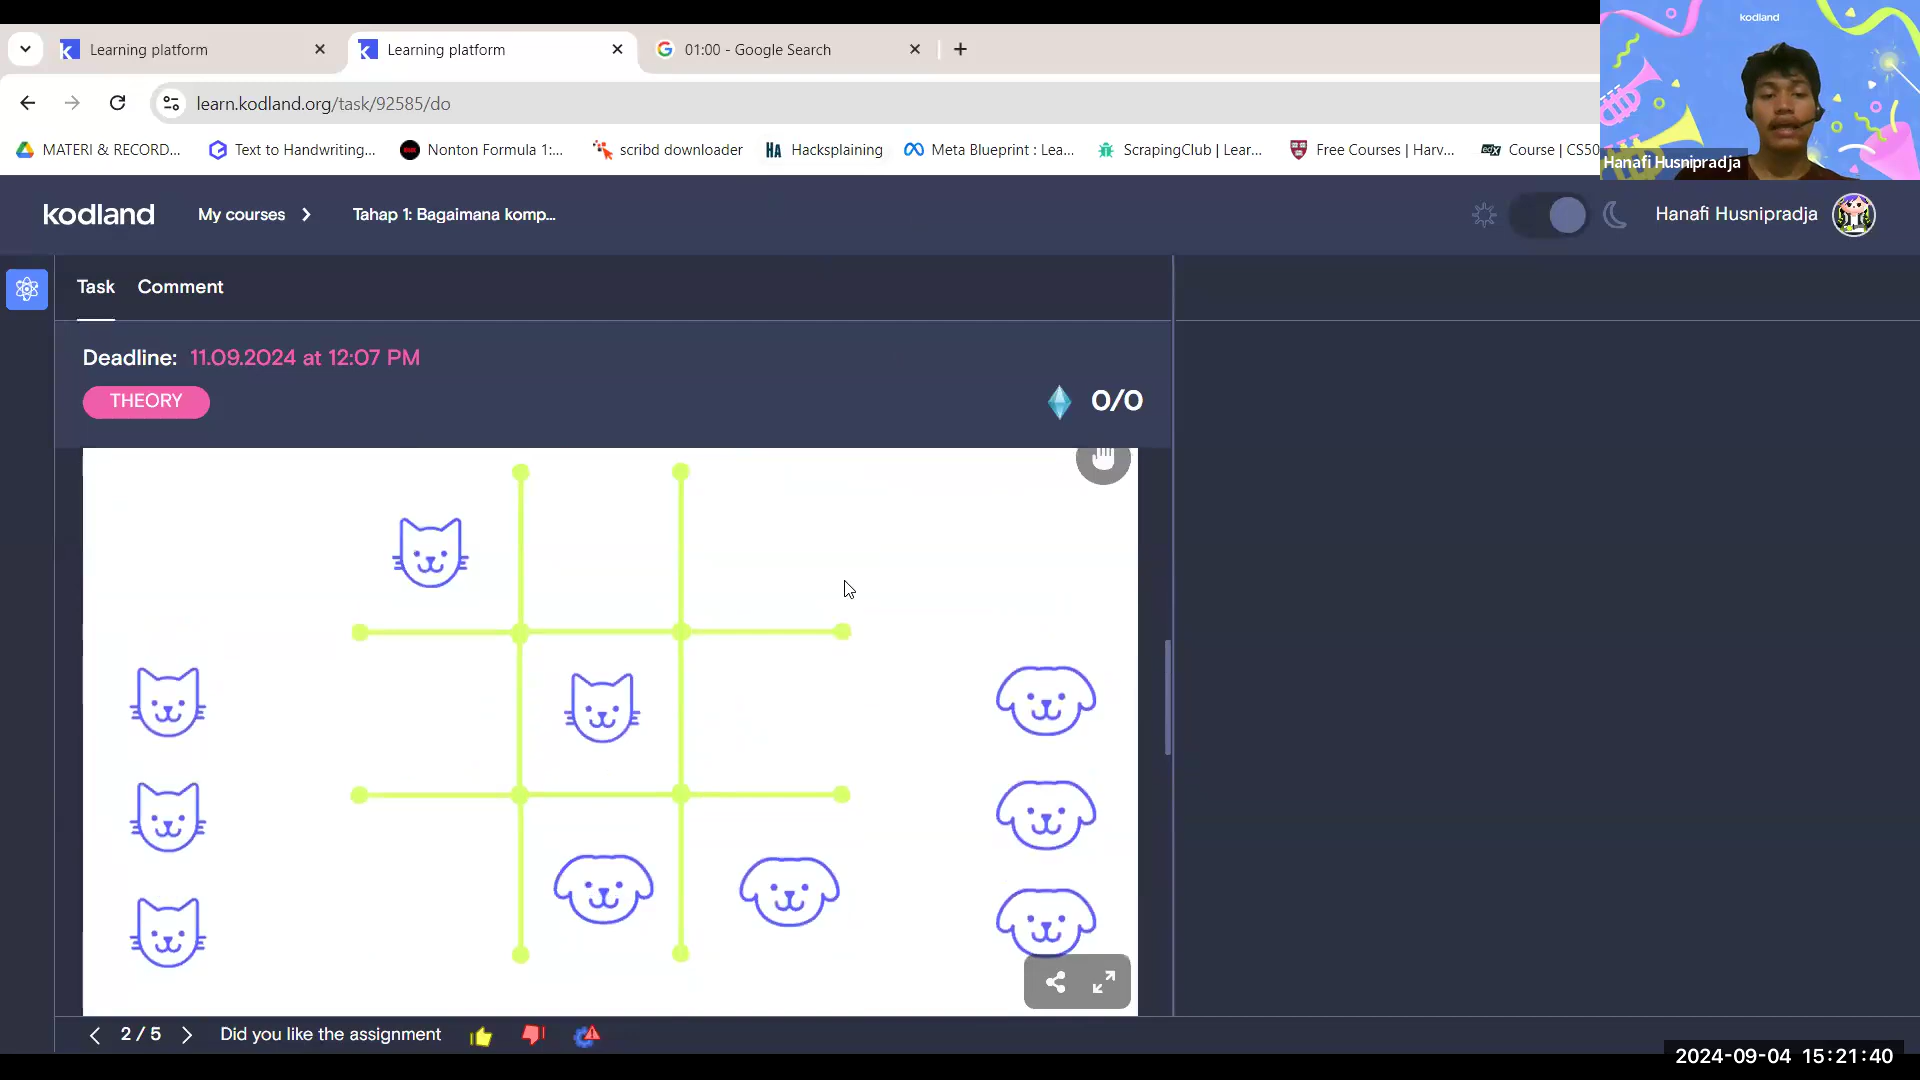 Learning platform
Learning platform
01:00 - Google Search
learn.kodland.org/task/92585/do
MATERI & RECORD...
Text to Handwriting...
Nonton Formula 1:...
scribd downloader
HA Hacksplaining
Meta Blueprint : Lea...
ScrapingClub | Lear...
Free Courses | Harv...
edX Course | CS50
kodland
Hanafi Husnipradja
kodland
My courses
Tahap 1: Bagaimana komp...
Hanafi Husnipradja
Task
Comment
Deadline: 11.09.2024 at 12:07 PM
THEORY
0/0
2 / 5
Did you like the assignment
2024-09-04 15:21:40